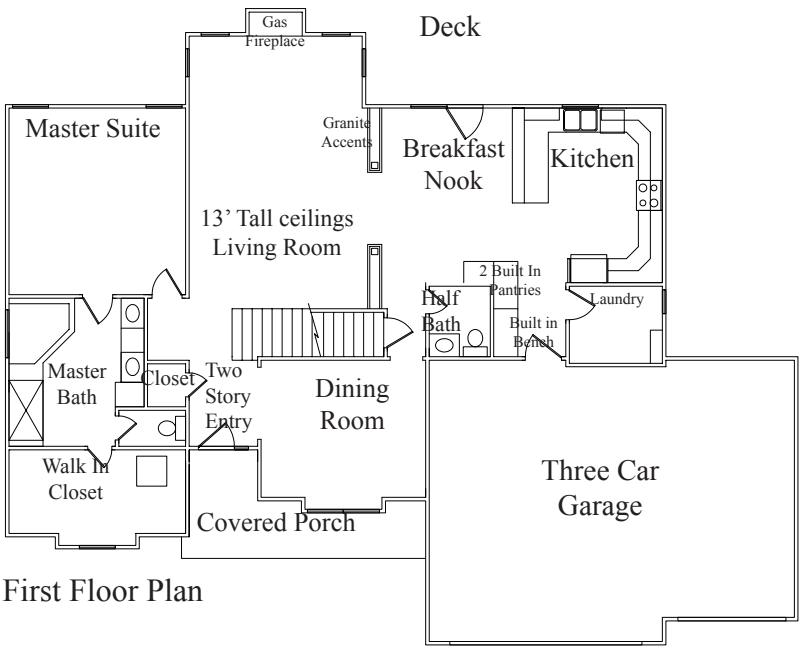 Gas
Fireplace
Deck
Master Suite
Granite
Accents
Breakfast
Nook
Kitchen
13’ Tall ceilings
Living Room
2 Built In
Pantries
Half
Bath
Laundry
Built in
Bench
Master
Bath
Closet
Two
Story
Entry
Dining
Room
Walk In
Closet
Three Car
Garage
Covered Porch
First Floor Plan